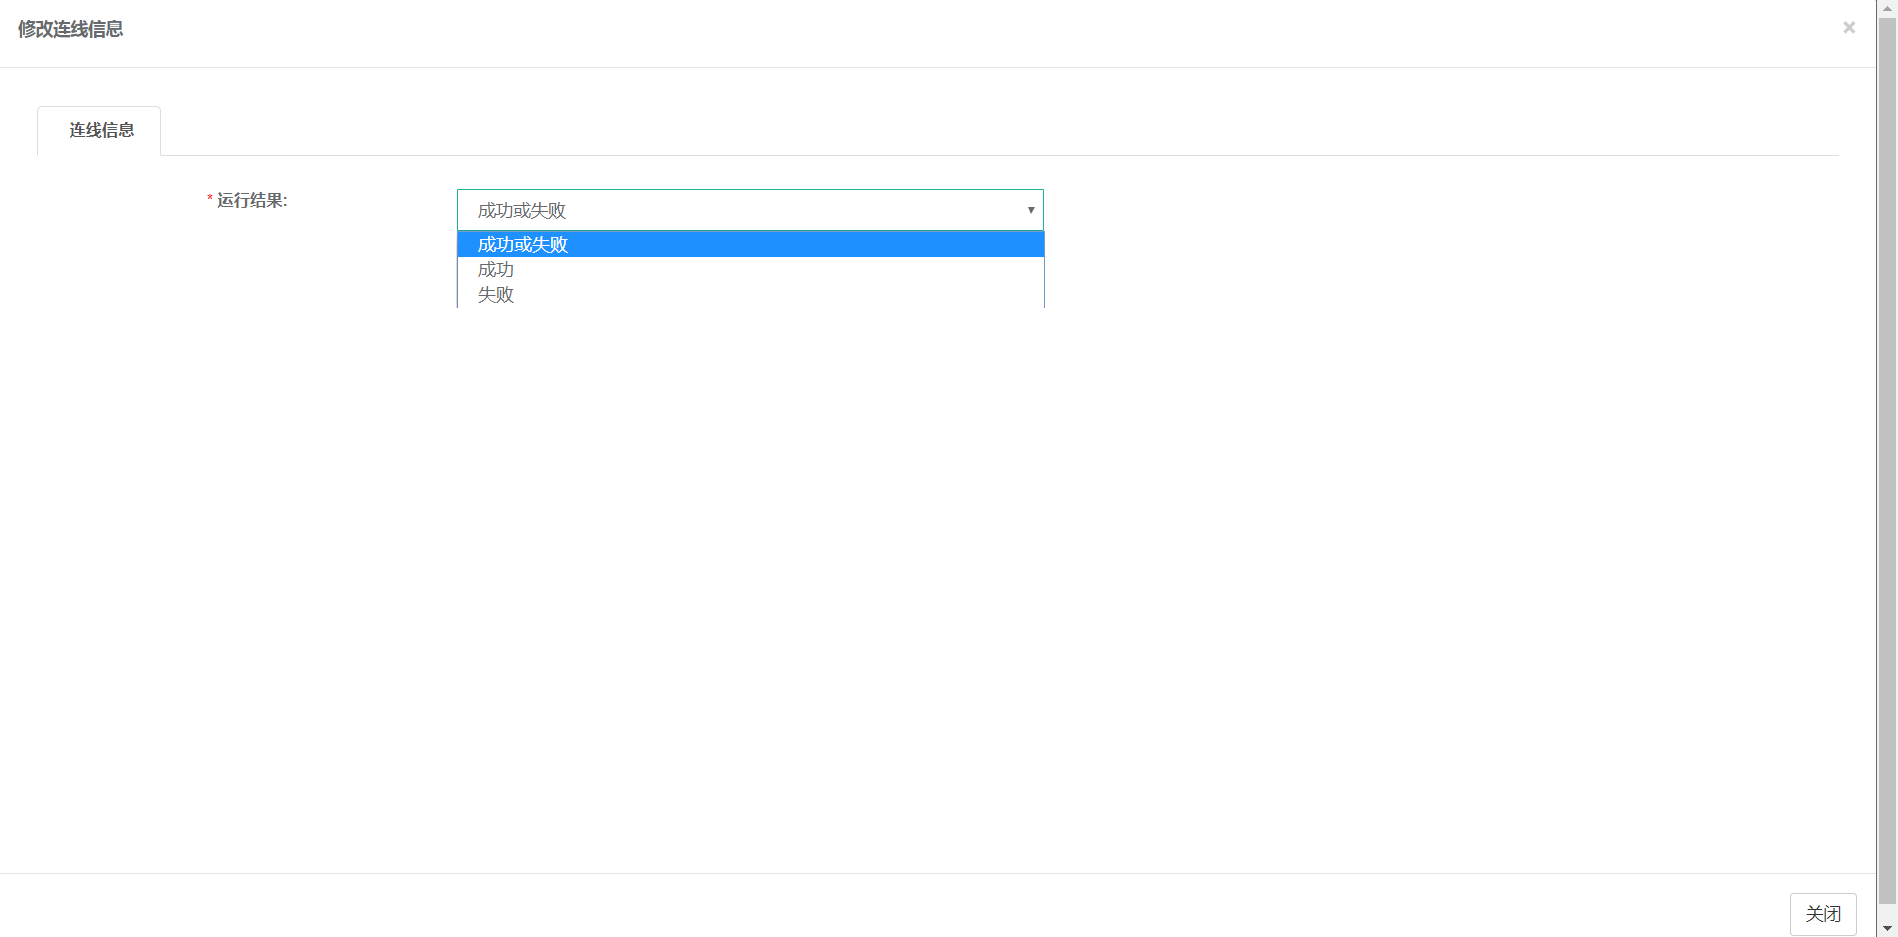 修改连线信息
×
连线信息
* 运行结果:
成功或失败
成功或失败
成功
失败
关闭